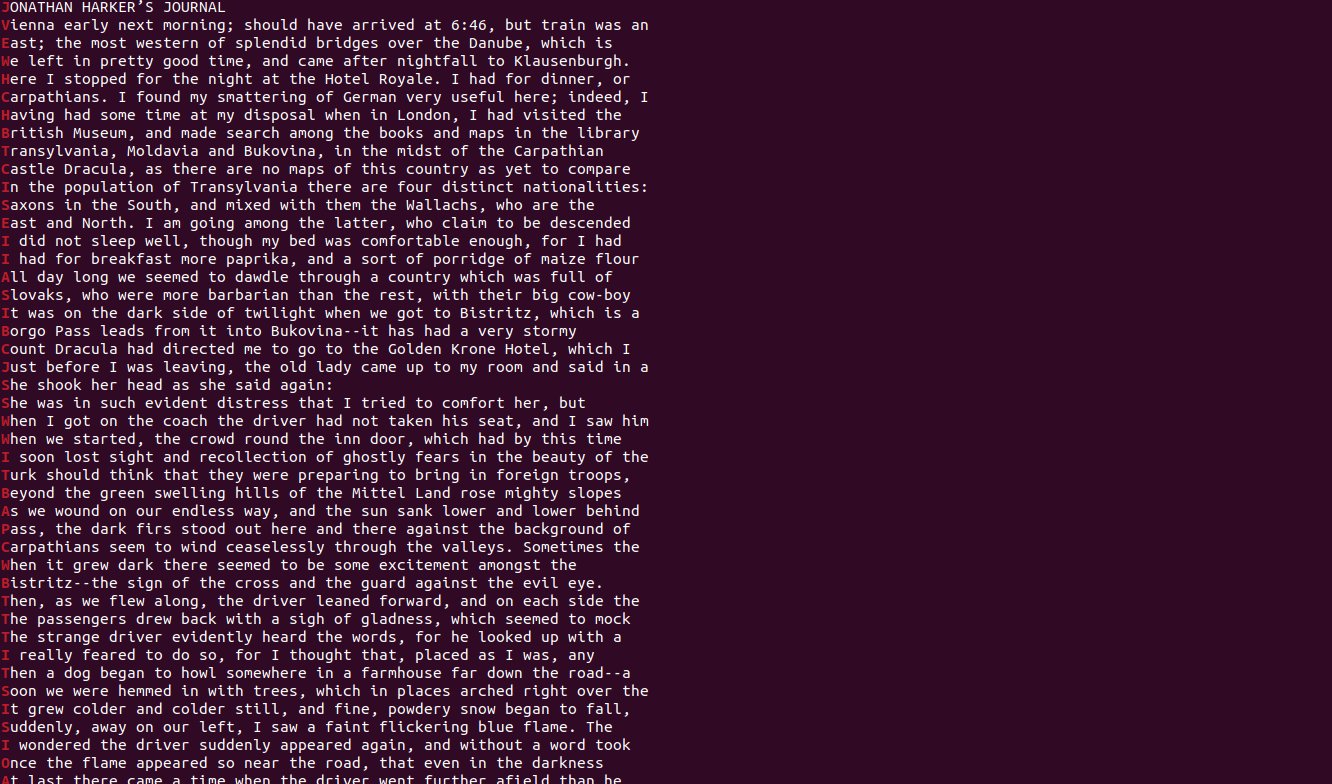 JONATHAN HARKER’S JOURNAL
Vienna early next morning; should have arrived at 6:46, but train was an
East; the most western of splendid bridges over the Danube, which is
We left in pretty good time, and came after nightfall to Klausenburgh.
Here I stopped for the night at the Hotel Royale. I had for dinner, or
Carpathians. I found my smattering of German very useful here; indeed, I
Having had some time at my disposal when in London, I had visited the
British Museum, and made search among the books and maps in the library
Transylvania, Moldavia and Bukovina, in the midst of the Carpathian
Castle Dracula, as there are no maps of this country as yet to compare
In the population of Transylvania there are four distinct nationalities:
Saxons in the South, and mixed with them the Wallachs, who are the
East and North. I am going among the latter, who claim to be descended
I did not sleep well, though my bed was comfortable enough, for I had
I had for breakfast more paprika, and a sort of porridge of maize flour
All day long we seemed to dawdle through a country which was full of
Slovaks, who were more barbarian than the rest, with their big cow-boy
It was on the dark side of twilight when we got to Bistritz, which is a
Borgo Pass leads from it into Bukovina--it has had a very stormy
Count Dracula had directed me to go to the Golden Krone Hotel, which I
Just before I was leaving, the old lady came up to my room and said in a
She shook her head as she said again:
She was in such evident distress that I tried to comfort her, but
When I got on the coach the driver had not taken his seat, and I saw him
When we started, the crowd round the inn door, which had by this time
I soon lost sight and recollection of ghostly fears in the beauty of the
Turk should think that they were preparing to bring in foreign troops,
Beyond the green swelling hills of the Mittel Land rose mighty slopes
As we wound on our endless way, and the sun sank lower and lower behind
Pass, the dark firs stood out here and there against the background of
Carpathians seem to wind ceaselessly through the valleys. Sometimes the
When it grew dark there seemed to be some excitement amongst the
Bistritz--the sign of the cross and the guard against the evil eye.
Then, as we flew along, the driver leaned forward, and on each side the
The passengers drew back with a sigh of gladness, which seemed to mock
The strange driver evidently heard the words, for he looked up with a
I really feared to do so, for I thought that, placed as I was, any
Then a dog began to howl somewhere in a farmhouse far down the road--a
Soon we were hemmed in with trees, which in places arched right over the
It grew colder and colder still, and fine, powdery snow began to fall,
Suddenly, away on our left, I saw a faint flickering blue flame. The
I wondered the driver suddenly appeared again, and without a word took
Once the flame appeared so near the road, that even in the darkness
At last there came a time when the driver went further afield than he